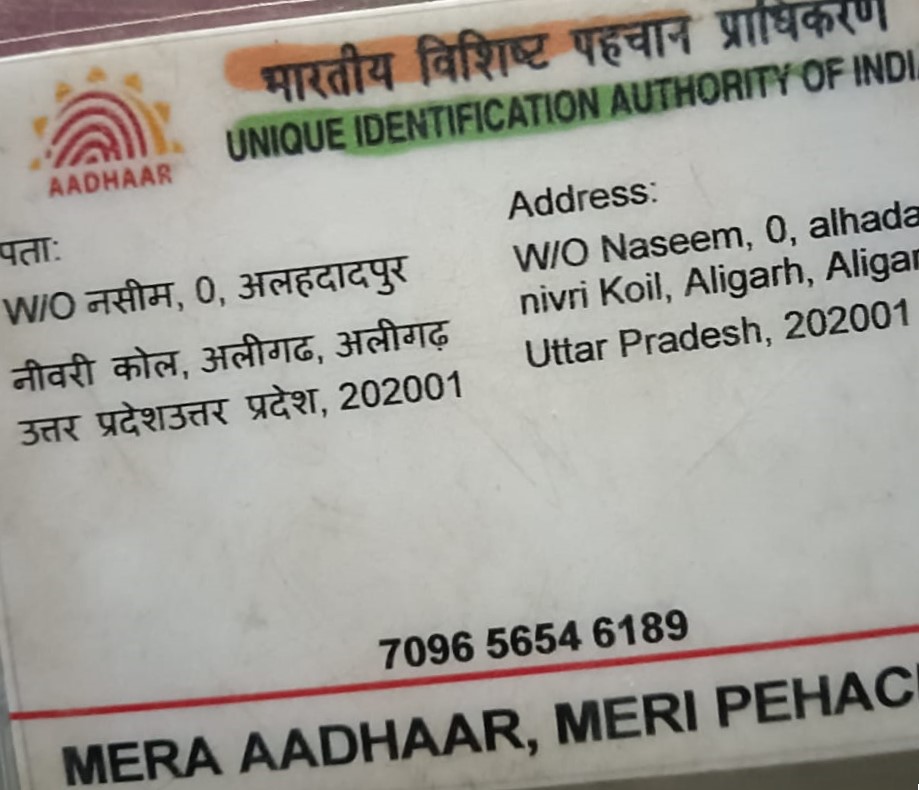 भारतीय विशिष्ट पहचान प्राधिकरण
UNIQUE IDENTIFICATION AUTHORITY OF INDI
AADHAAR
पता:
W/O नसीम, 0, अलहदादपुर
नीवरी कोल, अलीगढ, अलीगढ़
उत्तर प्रदेशउत्तर प्रदेश, 202001
Address:
W/O Naseem, 0, alhada
nivri Koil, Aligarh, Aligar
Uttar Pradesh, 202001
7096 5654 6189
MERA AADHAAR, MERI PEHAC